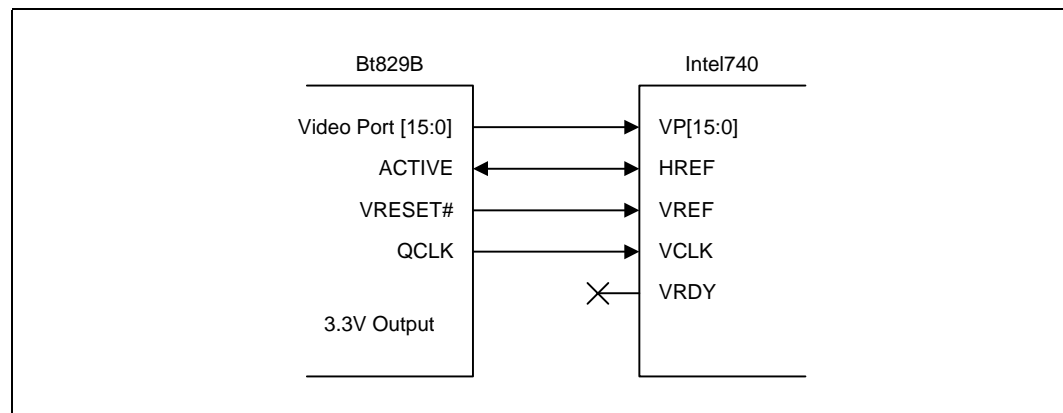 Bt829B Intel740
Video Port [15:0] VP[15:0]
ACTIVE HREF
VRESET# VREF
QCLK VCLK
VRDY
3.3V Output